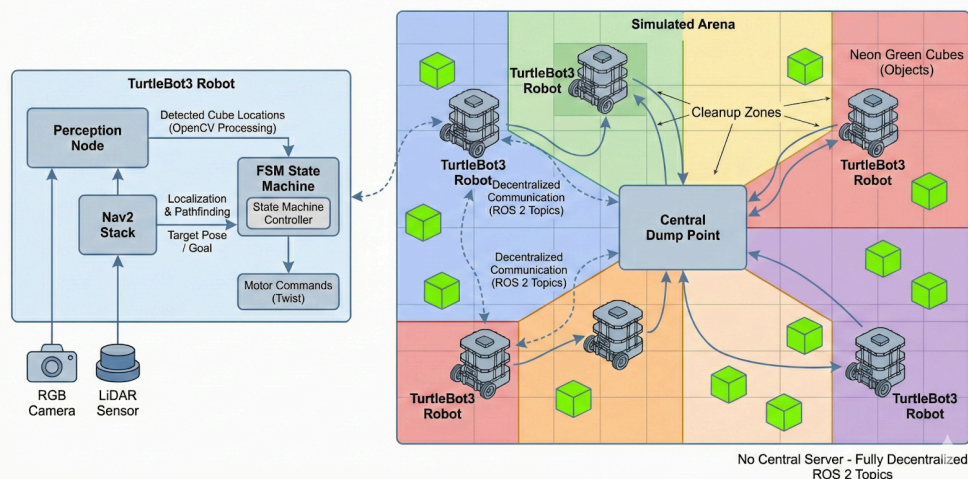 TurtleBot3 Robot
Perception
Node
Detected Cube Locations
(OpenCV Processing)
FSM State
Machine
State Machine
Controller
Nav2
Stack
Localization
& Pathfinding
Target Pose
/ Goal
Motor Commands
(Twist)
RGB
Camera
LiDAR
Sensor
Simulated Arena
TurtleBot3
Robot
Neon Green Cubes
(Objects)
Cleanup Zones
TurtleBot3
Robot
TurtleBot3
Robot
Decentralized
Communication
(ROS 2 Topics)
Central
Dump Point
Decentralized
Communication
(ROS 2 Topics)
TurtleBot3
Robot
TurtleBot3
Robot
No Central Server - Fully Decentralized
ROS 2 Topics